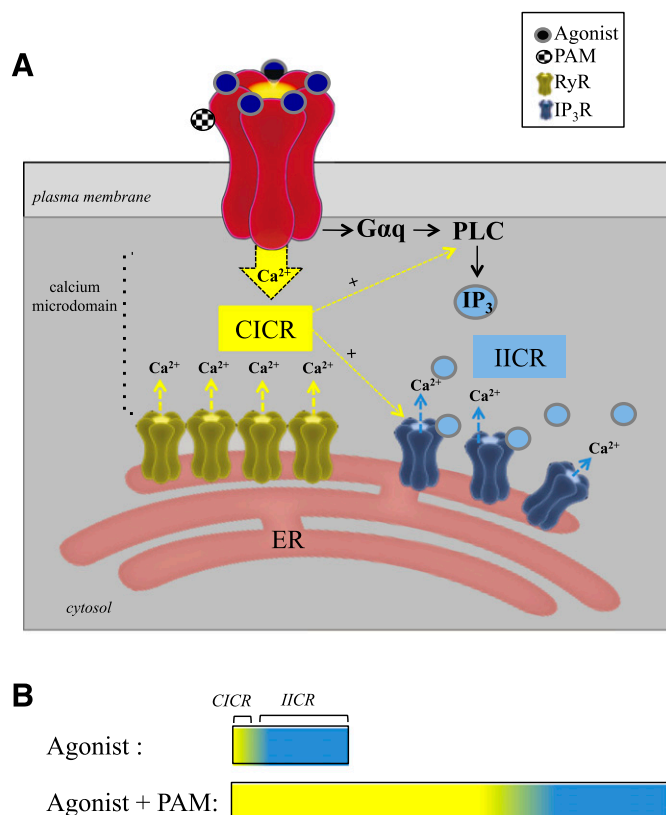 A
Agonist
PAM
RyR
IP₃R
plasma membrane
Gαq
PLC
Ca²⁺
calcium
microdomain
+
IP₃
CICR
+
IICR
Ca²⁺ Ca²⁺ Ca²⁺ Ca²⁺
Ca²⁺
Ca²⁺
Ca²⁺
ER
cytosol
B
CICR IICR
Agonist :
Agonist + PAM: